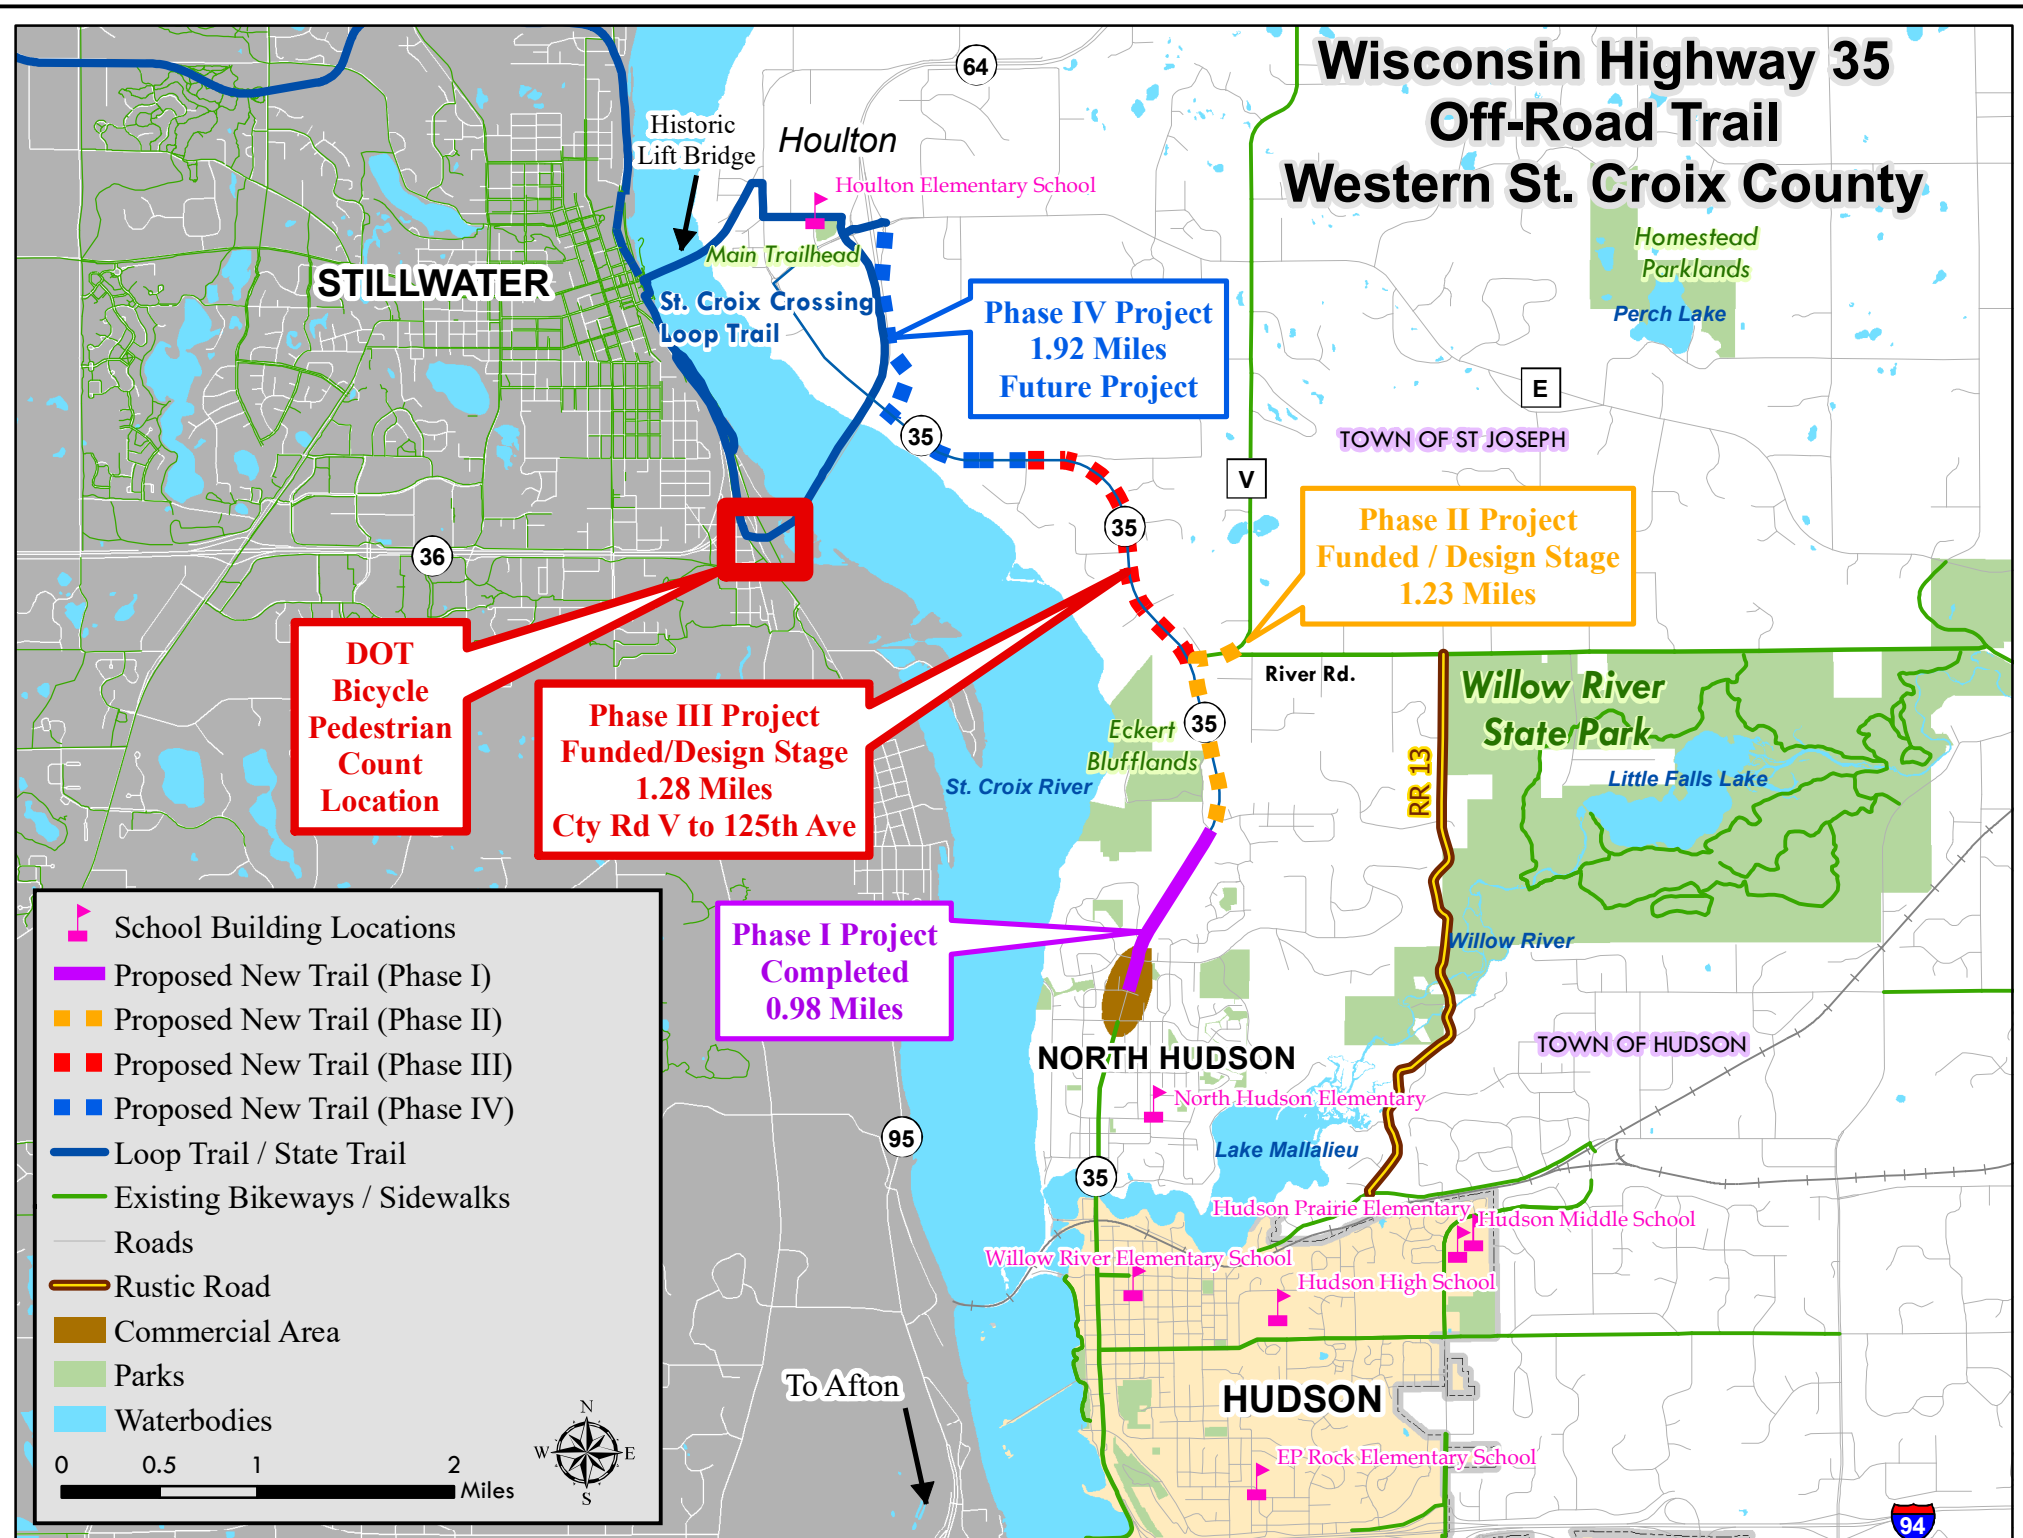 Wisconsin Highway 35
Off-Road Trail
Western St. Croix County
64
Historic
Lift Bridge
Houlton
Houlton Elementary School
Main Trailhead
STILLWATER
St. Croix Crossing
Loop Trail
Phase IV Project
1.92 Miles
Future Project
Homestead
Parklands
Perch Lake
E
TOWN OF ST JOSEPH
35
V
35
36
Phase II Project
Funded / Design Stage
1.23 Miles
DOT
Bicycle
Pedestrian
Count
Location
Phase III Project
Funded/Design Stage
1.28 Miles
Cty Rd V to 125th Ave
River Rd.
Willow River
State Park
35
Eckert
Blufflands
RR 13
Little Falls Lake
St. Croix River
Phase I Project
Completed
0.98 Miles
Willow River
TOWN OF HUDSON
NORTH HUDSON
North Hudson Elementary
95
Lake Mallalieu
35
Hudson Prairie Elementary
Hudson Middle School
Willow River Elementary School
Hudson High School
To Afton
HUDSON
EP Rock Elementary School
94
School Building Locations
Proposed New Trail (Phase I)
Proposed New Trail (Phase II)
Proposed New Trail (Phase III)
Proposed New Trail (Phase IV)
Loop Trail / State Trail
Existing Bikeways / Sidewalks
Roads
Rustic Road
Commercial Area
Parks
Waterbodies
0 0.5 1 2
Miles
N
W E
S